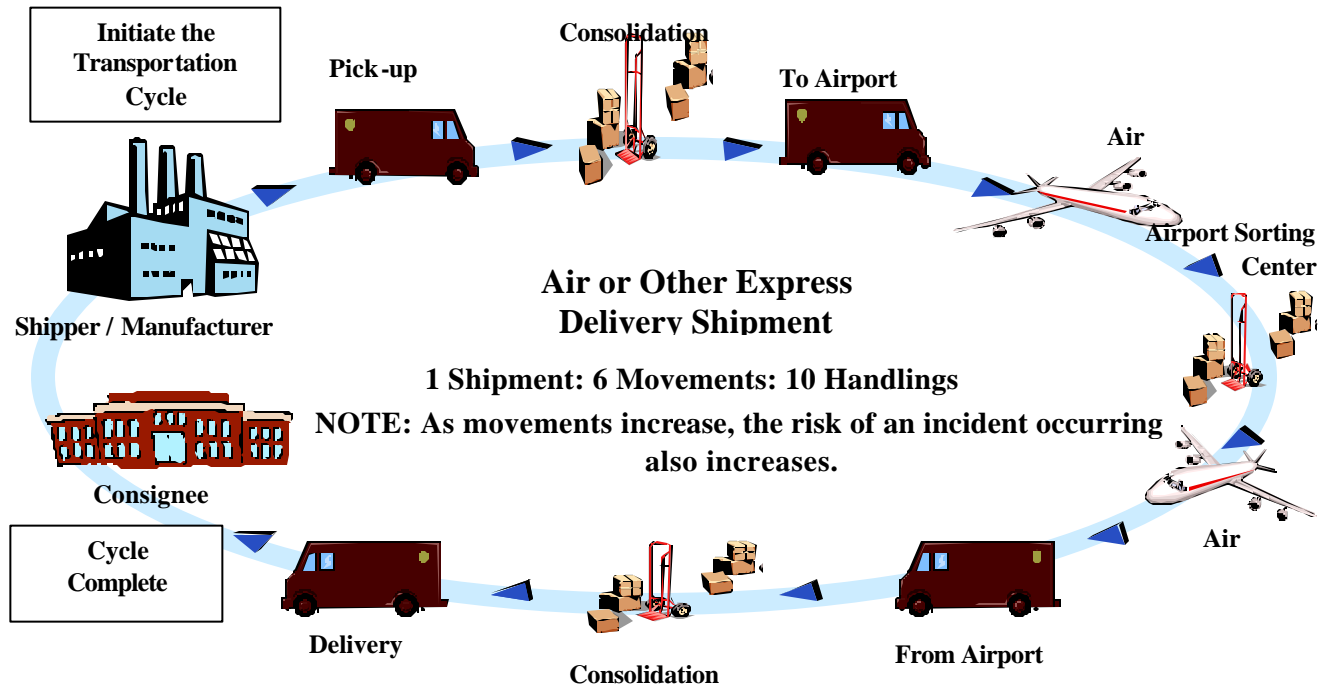 Initiate the
Transportation
Cycle
Pick-up
Consolidation
To Airport
Air
Airport Sorting
Center
Shipper / Manufacturer
Air or Other Express
Delivery Shipment
1 Shipment: 6 Movements: 10 Handlings
NOTE: As movements increase, the risk of an incident occurring
also increases.
Consignee
Cycle
Complete
Air
Delivery
Consolidation
From Airport